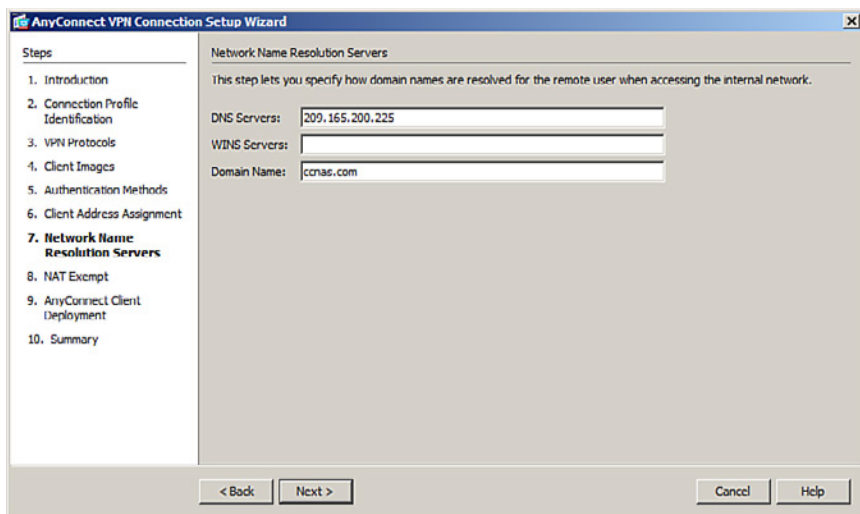 AnyConnect VPN Connection Setup Wizard
Steps
1. Introduction
2. Connection Profile
Identification
3. VPN Protocols
4. Client Images
5. Authentication Methods
6. Client Address Assignment
7. Network Name
Resolution Servers
8. NAT Exempt
9. AnyConnect Client
Deployment
10. Summary
Network Name Resolution Servers
This step lets you specify how domain names are resolved for the remote user when accessing the internal network.
DNS Servers: 209.165.200.225
WINS Servers:
Domain Name: ccnas.com
< Back Next > Cancel Help